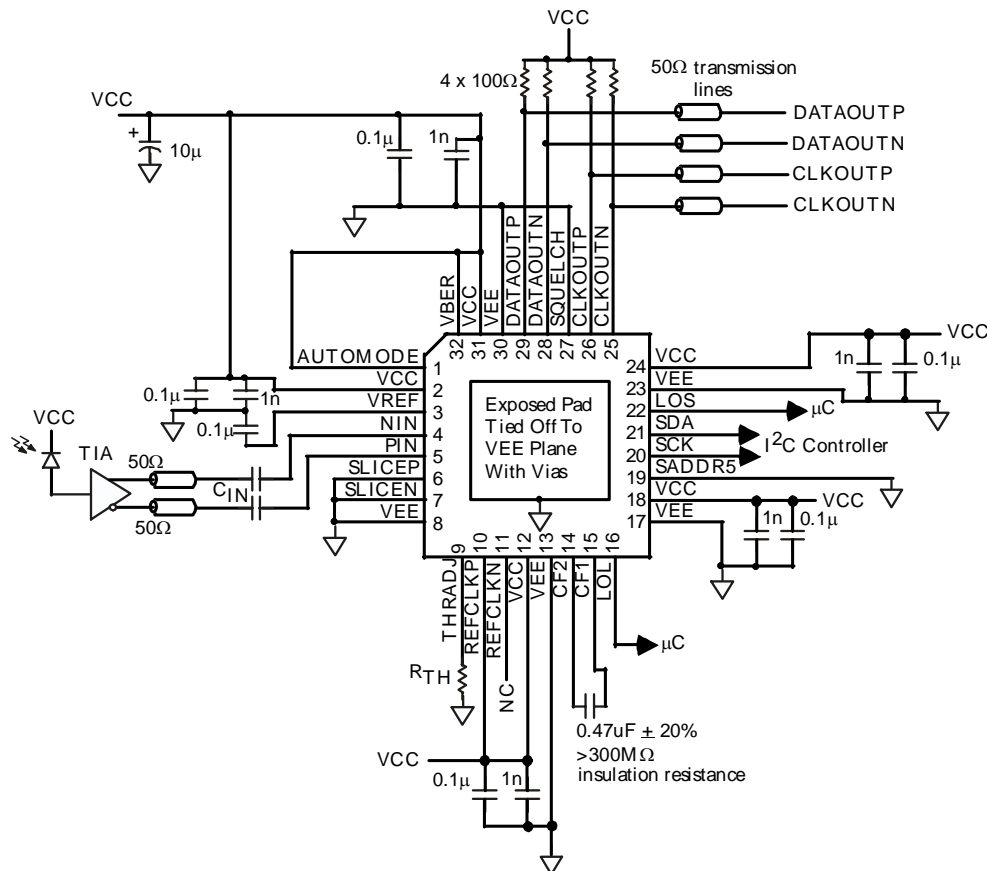 VCC
4 x 100Ω
50Ω transmission
lines
DATAOUTP
DATAOUTN
CLKOUTP
CLKOUTN
VCC
+
10μ
0.1μ
1n
VBER
VCC
VEE
DATAOUTP
DATAOUTN
SQUELCH
CLKOUTP
CLKOUTN
32
31
30
29
28
27
26
25
AUTOMODE
1
VCC
2
VREF
3
NIN
4
PIN
5
SLICEP
6
SLICEN
7
VEE
8
0.1μ
1n
0.1μ
VCC
TIA
50Ω
50Ω
CIN
Exposed Pad
Tied Off To
VEE Plane
With Vias
24
VCC
23
VEE
22
LOS
21
SDA
20
SCK
19
SADDR5
18
VCC
17
VEE
VCC
1n
0.1μ
μC
I2C Controller
VCC
1n
0.1μ
9
10
11
12
13
14
15
16
THRADJ
REFCLKP
REFCLKN
VCC
VEE
CF2
CF1
LOL
RTH
NC
μC
0.47uF ± 20%
>300MΩ
insulation resistance
VCC
0.1μ
1n